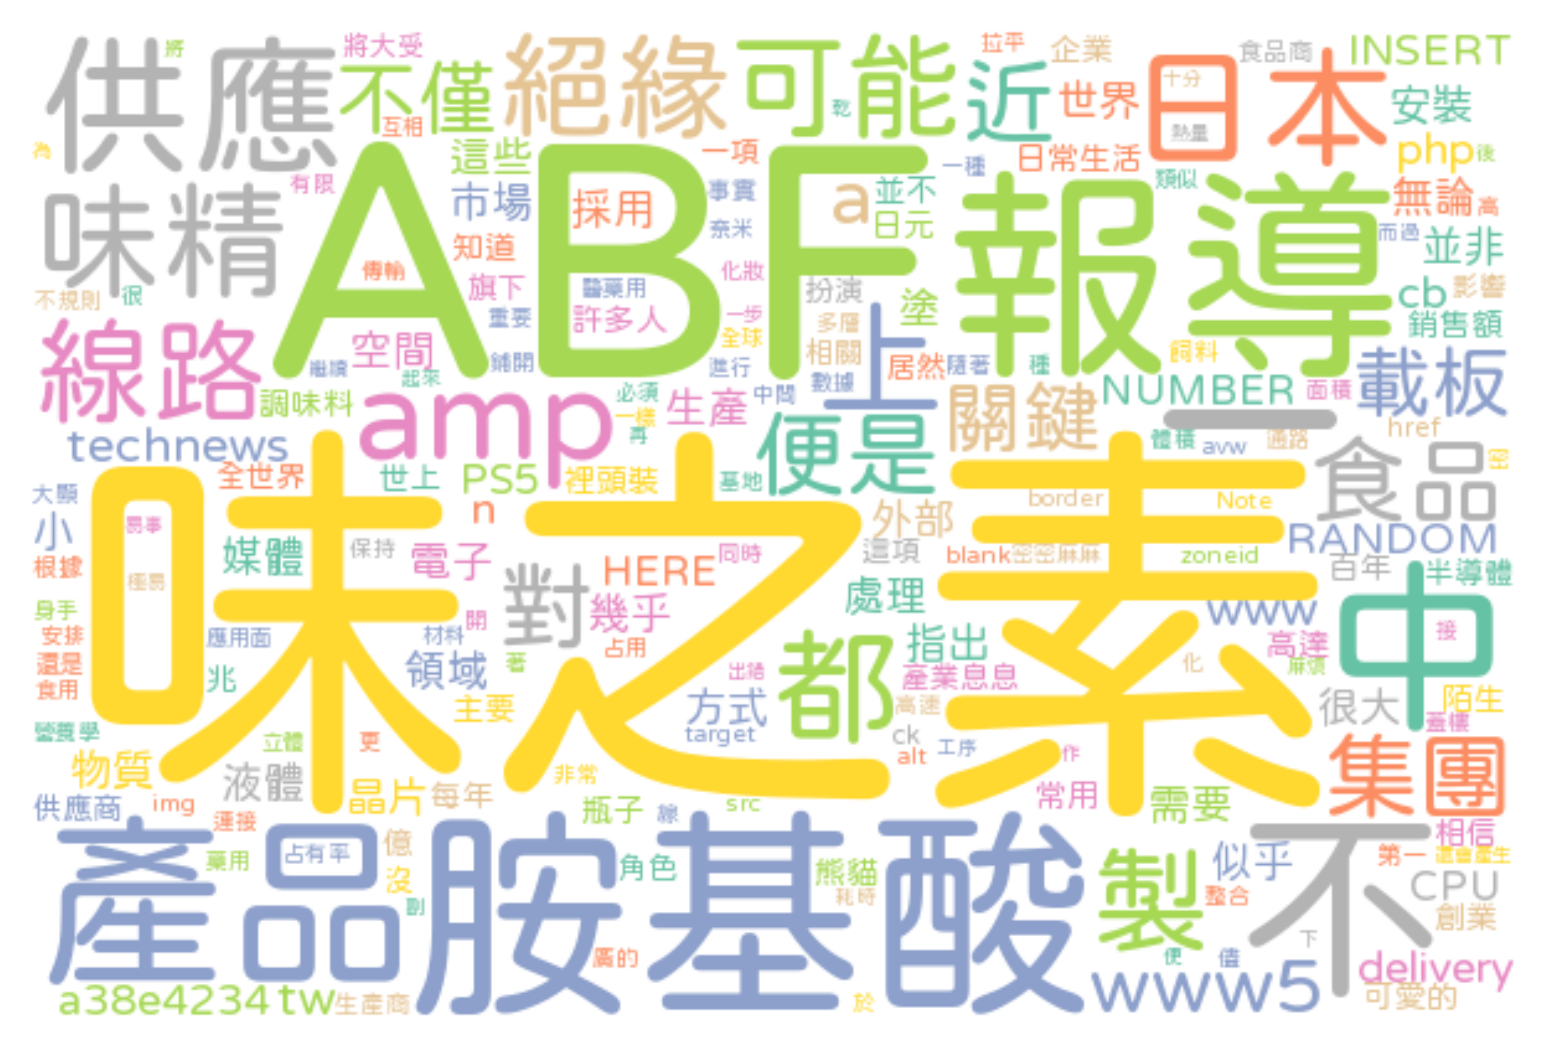 供應
將
將大受
不僅
互相
絕緣
可能
乾
近
拉平
企業
世界
食品商
日本
十分
熱量
INSERT
安裝
php
後
為
味精
有限
這些
市場
知道
採用
一項
事實
奈米
a
並不
日元
一種
日常生活
類似
無論
高
而過
並非
cb
影響
銷售額
不規則
很
ABF
報導
傳輸
旗下
重要
醫藥用
許多人
化妝
一步
全球
扮演
多層
相關
塗
上
線路
空間
繼續
起來
鋪開
進行
數據
居然
隨著
種
飼料
載板
調味料
amp
生產
必須
一樣
再
中間
便是
關鍵
NUMBER
面積
一
href
technews
全世界
世上
PS5
裡頭裝
基地
體積
avw
通路
食品
密
大顯
小
易事
味之素
n
外部
border
Note
RANDOM
根據
極易
媒體
保持
電子
對
HERE
同時
這項
blank
密密麻麻
zoneid
百年
半導體
身手
安排
還是
食用
應用面
材料
開
幾乎
占用
處理
指出
www
中
接
高達
麻煩
兆
領域
著
出錯
都
產業息息
化
很大
陌生
蓋樓
營養學
立體
更
主要
方式
target
高速
ck
alt
工序
作
物質
液體
晶片
每年
非常
瓶子
線
src
常用
需要
集團
供應商
img
連接
相信
產品
藥用
占有率
億
沒
副
胺基酸
角色
熊貓
耗時
製
似乎
整合
不
第一
還會產生
CPU
創業
下
廣的
便
儘
a38e4234
tw
生產商
於
www5
delivery
可愛的